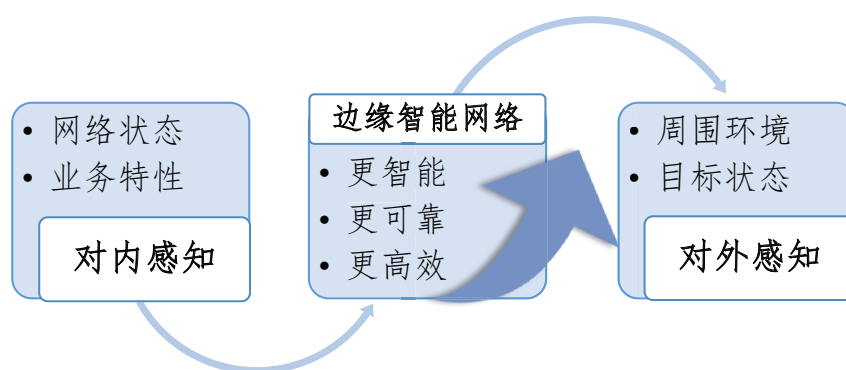 • 网络状态
• 业务特性
对内感知
边缘智能网络
• 更智能
• 更可靠
• 更高效
• 周围环境
• 目标状态
对外感知